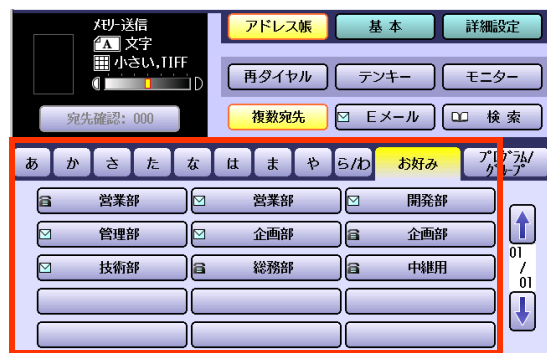 ﾒﾓﾘｰ送信
アドレス帳 基本 詳細設定
A 文字
小さい,TIFF
D
再ダイヤル テンキー モニター
宛先確認: 000
複数宛先 Eメール 検索
あ か さ た な は ま や ら/わ お好み ﾌﾟﾛｸﾞﾗﾑ/ｸﾞﾙｰﾌﾟ
営業部 営業部 開発部
管理部 企画部 企画部
技術部 総務部 中継用
01
/
01